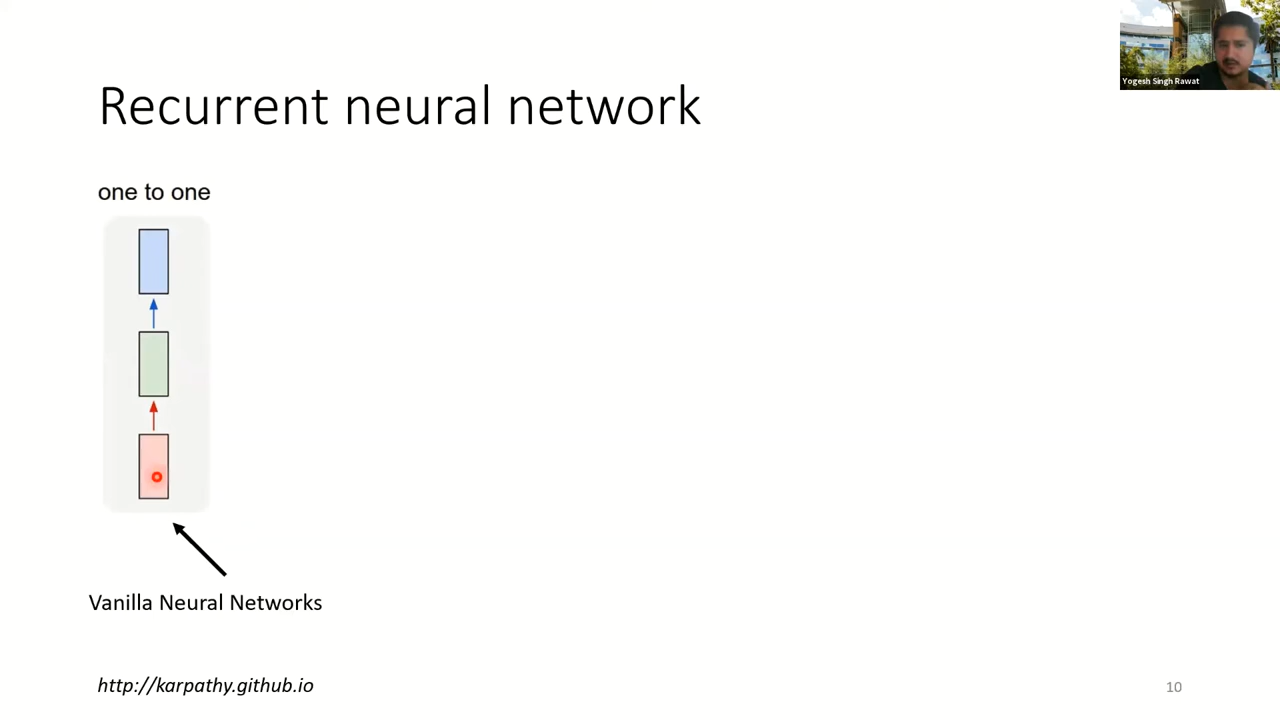 Yogesh Singh Rawat
Recurrent neural network
one to one
Vanilla Neural Networks
http://karpathy.github.io
10